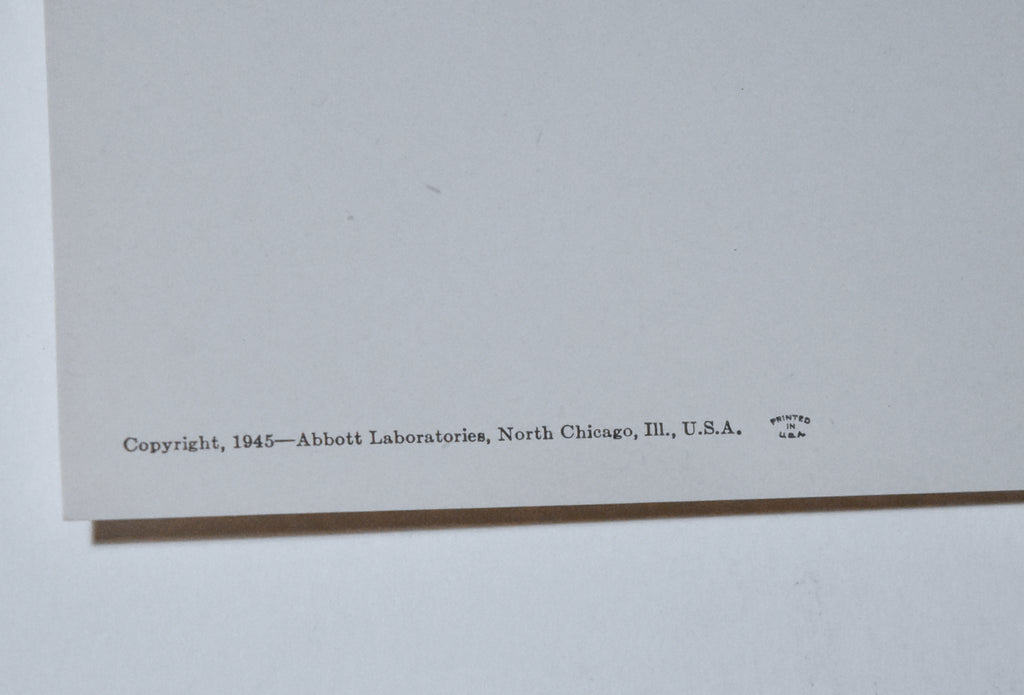 Copyright, 1945—Abbott Laboratories, North Chicago, Ill., U.S.A.
PRINTED
IN
U.S.A.